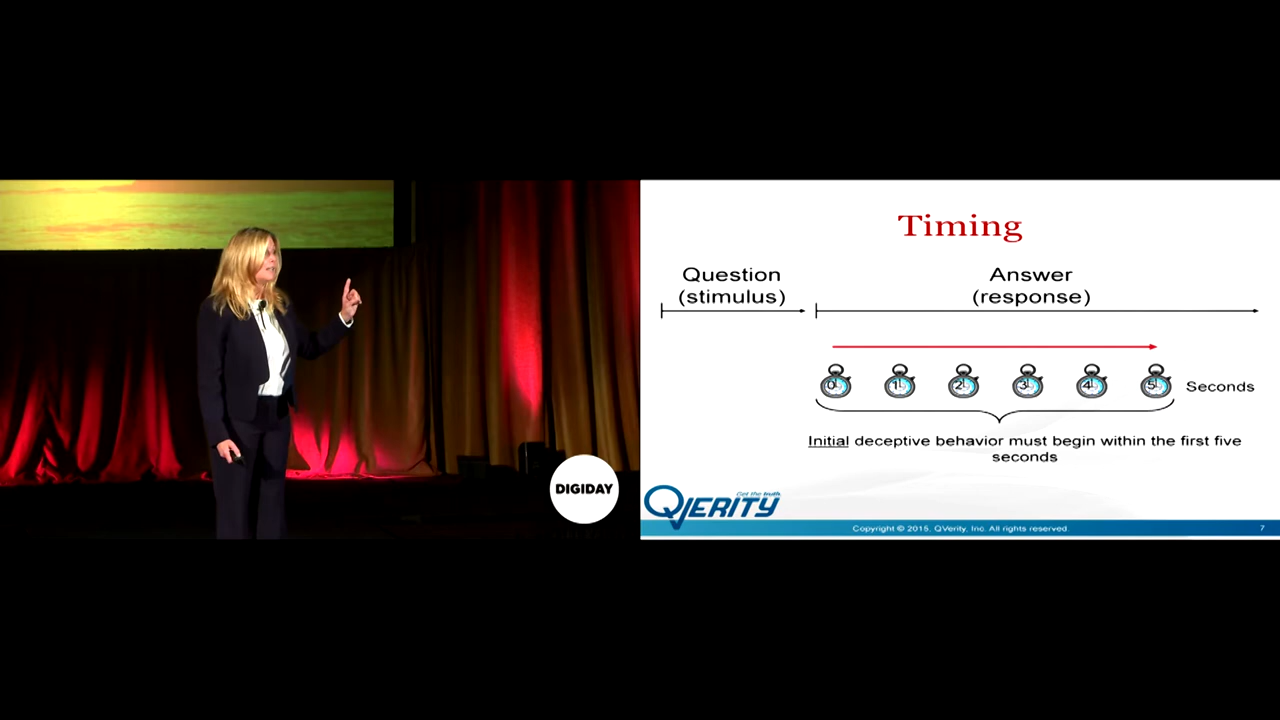 DIGIDAY
Timing
Question
(stimulus)
Answer
(response)
0 1 2 3 4 5 Seconds
Initial deceptive behavior must begin within the first five
seconds
Get the truth.
QVERITY
Copyright © 2015, QVerity, Inc. All rights reserved.
7